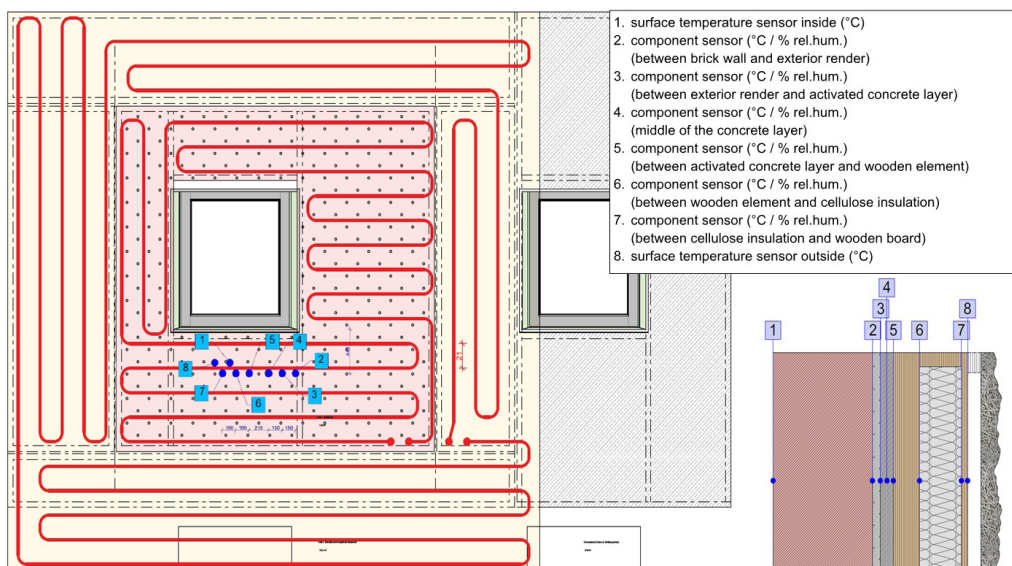 1. surface temperature sensor inside (°C)
2. component sensor (°C / % rel.hum.)
(between brick wall and exterior render)
3. component sensor (°C / % rel.hum.)
(between exterior render and activated concrete layer)
4. component sensor (°C / % rel.hum.)
(middle of the concrete layer)
5. component sensor (°C / % rel.hum.)
(between activated concrete layer and wooden element)
6. component sensor (°C / % rel.hum.)
(between wooden element and cellulose insulation)
7. component sensor (°C / % rel.hum.)
(between cellulose insulation and wooden board)
8. surface temperature sensor outside (°C)
4
3
8
1
2
5
6
7
1
5
4
2
8
7
6
3
21